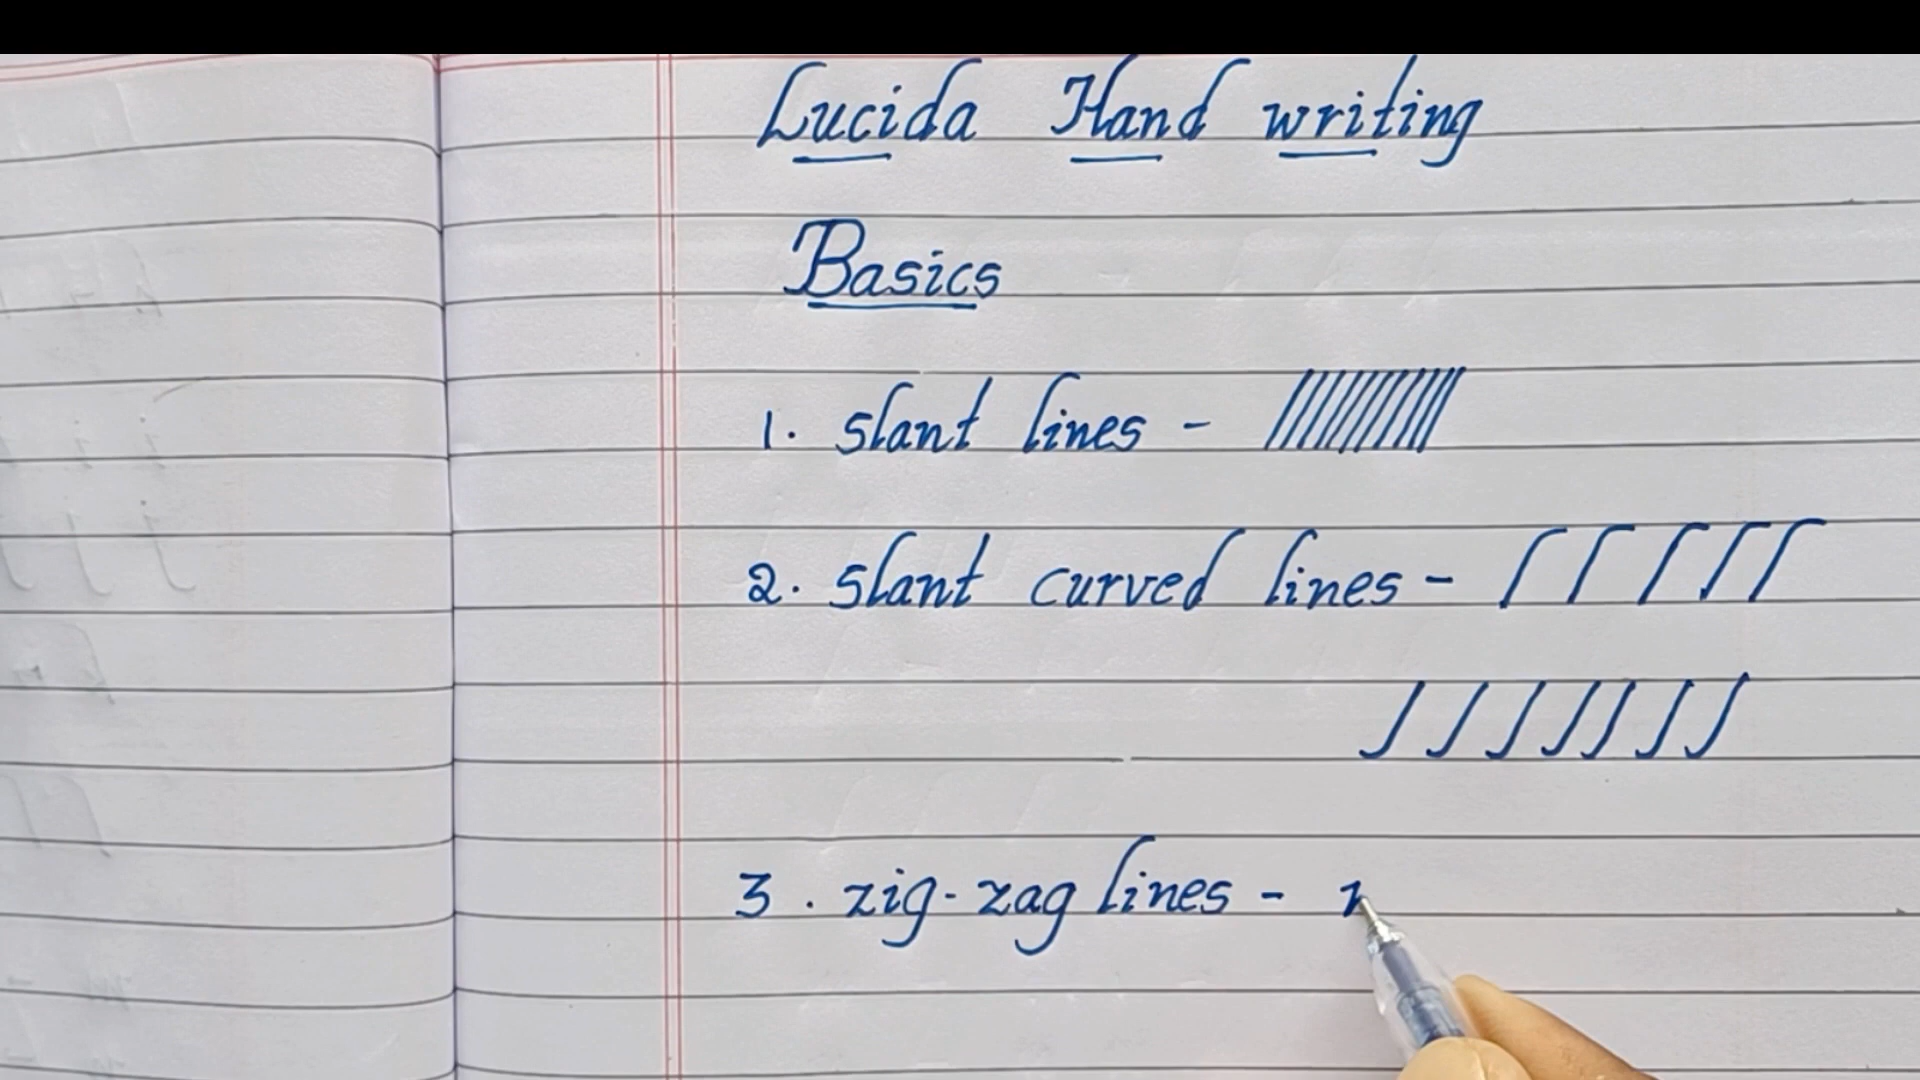 Lucida Hand writing
Basics
1. slant lines -
2. slant curved lines -
3. zig-zag lines -